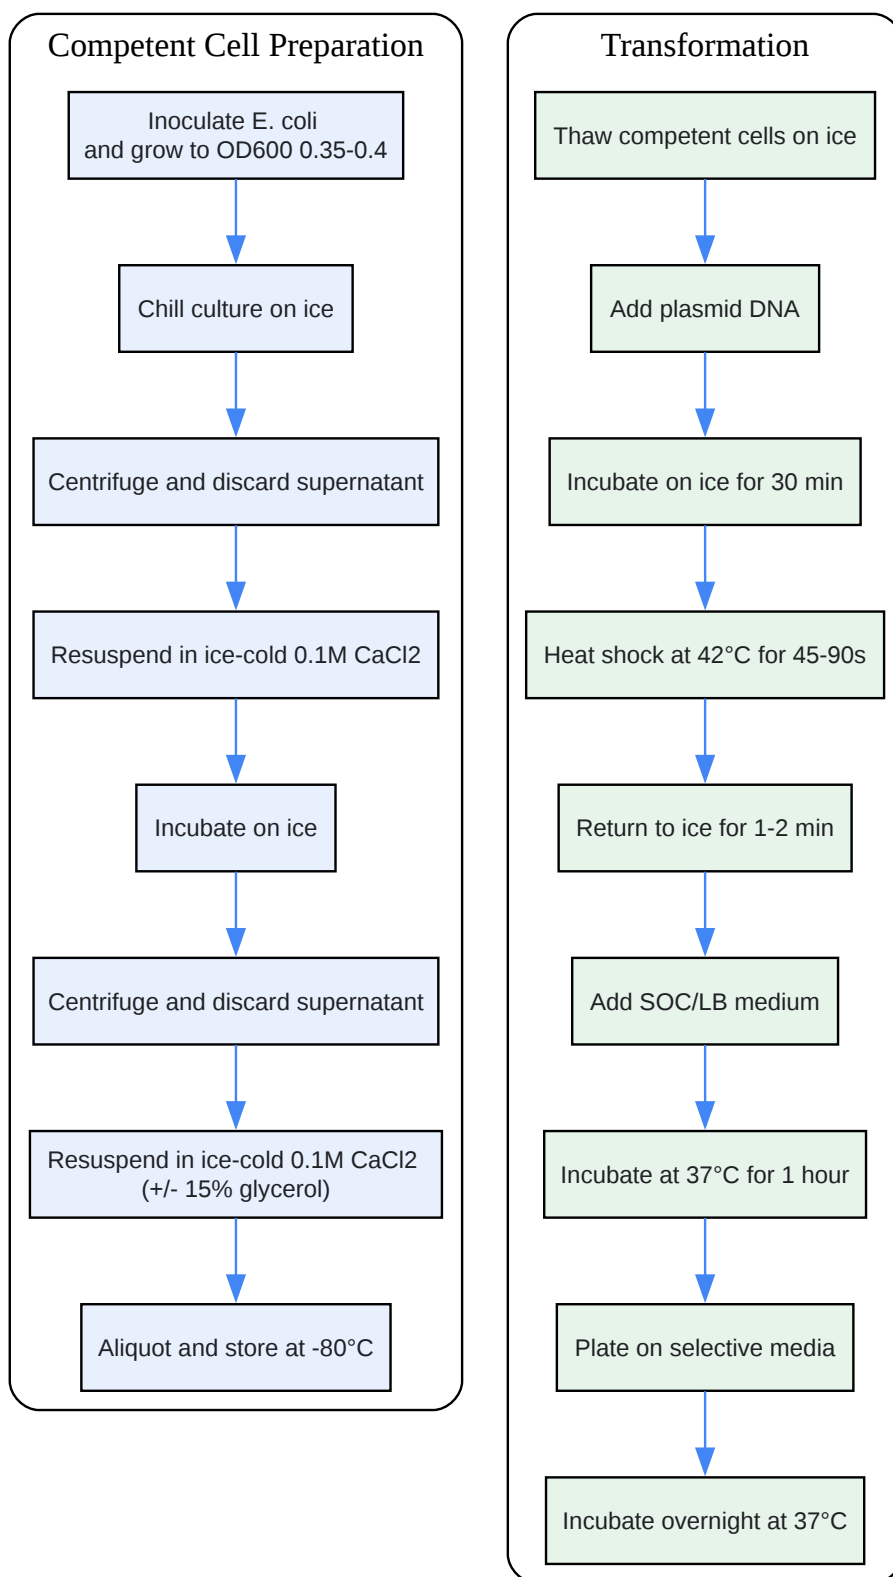 Competent Cell Preparation
Inoculate E. coli
and grow to OD600 0.35-0.4
Chill culture on ice
Centrifuge and discard supernatant
Resuspend in ice-cold 0.1M CaCl2
Incubate on ice
Centrifuge and discard supernatant
Resuspend in ice-cold 0.1M CaCl2
(+/- 15% glycerol)
Aliquot and store at -80°C
Transformation
Thaw competent cells on ice
Add plasmid DNA
Incubate on ice for 30 min
Heat shock at 42°C for 45-90s
Return to ice for 1-2 min
Add SOC/LB medium
Incubate at 37°C for 1 hour
Plate on selective media
Incubate overnight at 37°C